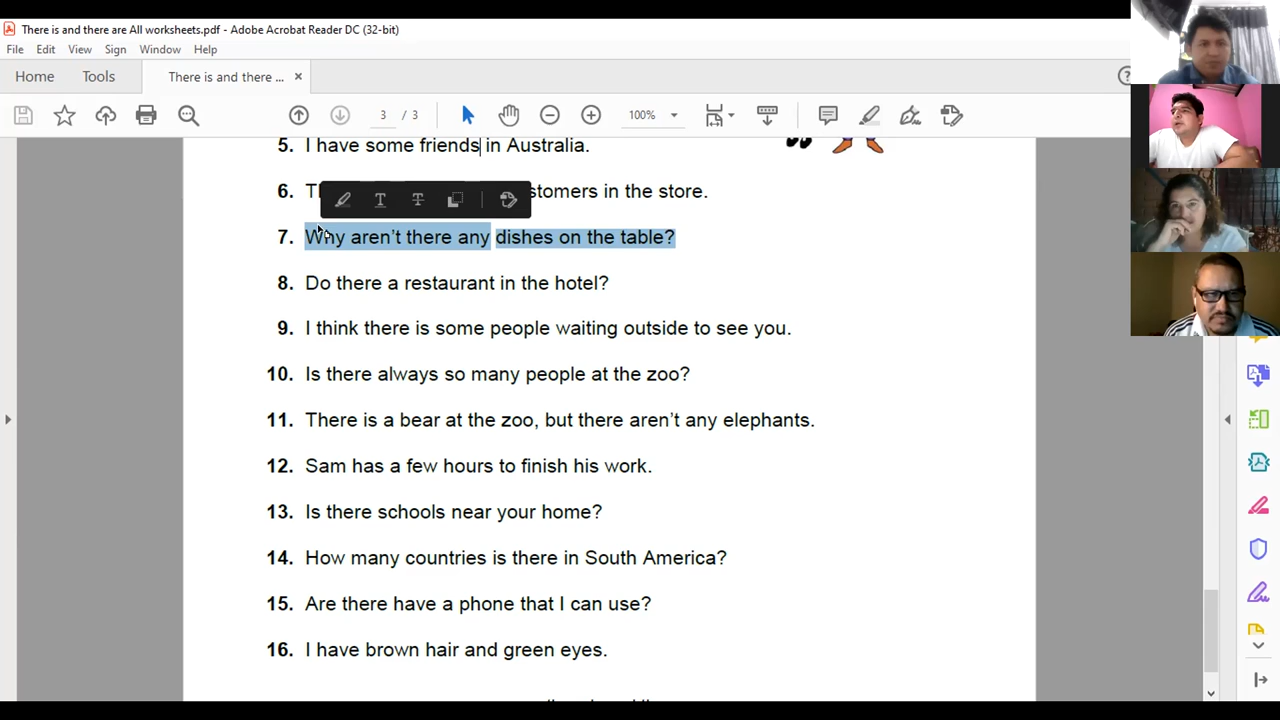 There is and there are All worksheets.pdf - Adobe Acrobat Reader DC (32-bit)
File Edit View Sign Window Help
Home Tools There is and there ... ×
3 / 3 100%
5. I have some friends in Australia.
6. stomers in the store.
7. Why aren't there any dishes on the table?
8. Do there a restaurant in the hotel?
9. I think there is some people waiting outside to see you.
10. Is there always so many people at the zoo?
11. There is a bear at the zoo, but there aren't any elephants.
12. Sam has a few hours to finish his work.
13. Is there schools near your home?
14. How many countries is there in South America?
15. Are there have a phone that I can use?
16. I have brown hair and green eyes.